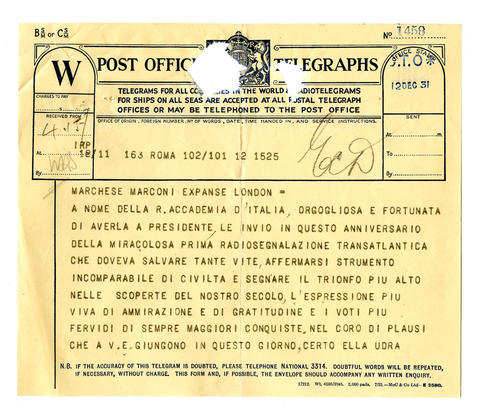 B & S or C & S
No 1458
W
POST OFFICE TELEGRAPHS
TELEGRAMS FOR ALL COUNTRIES IN THE WORLD & RADIOTELEGRAMS
FOR SHIPS ON ALL SEAS ARE ACCEPTED AT ALL POSTAL TELEGRAPH
OFFICES OR MAY BE TELEPHONED TO THE POST OFFICE
I.O
12 DEC 31
CHARGES TO PAY
RECEIVED FROM
OFFICE OF ORIGIN, FOREIGN NUMBER, No. OF WORDS, DATE, TIME HANDED IN, AND SERVICE INSTRUCTIONS.
SENT
IRP
At
18/11 163 ROMA 102/101 12 1525
At
By
By
MARCHESE MARCONI EXPANSE LONDON =
A NOME DELLA R.ACCADEMIA D'ITALIA, ORGOGLIOSA E FORTUNATA
DI AVERLA A PRESIDENTE, LE INVIO IN QUESTO ANNIVERSARIO
DELLA MIRACOLOSA PRIMA RADIOSEGNALAZIONE TRANSATLANTICA
CHE DOVEVA SALVARE TANTE VITE, AFFERMARSI STRUMENTO
INCOMPARABILE DI CIVILTA E SEGNARE IL TRIONFO PIU ALTO
NELLE SCOPERTE DEL NOSTRO SECOLO, L'ESPRESSIONE PIU
VIVA DI AMMIRAZIONE E DI GRATITUDINE E I VOTI PIU
FERVIDI DI SEMPRE MAGGIORI CONQUISTE, NEL CORO DI PLAUSI
CHE A V.E.GIUNGONO IN QUESTO GIORNO, CERTO ELLA UDRA
N.B. IF THE ACCURACY OF THIS TELEGRAM IS DOUBTED, PLEASE TELEPHONE NATIONAL 3314. DOUBTFUL WORDS WILL BE REPEATED,
IF NECESSARY, WITHOUT CHARGE. THIS FORM AND, IF POSSIBLE, THE ENVELOPE SHOULD ACCOMPANY ANY WRITTEN ENQUIRY.